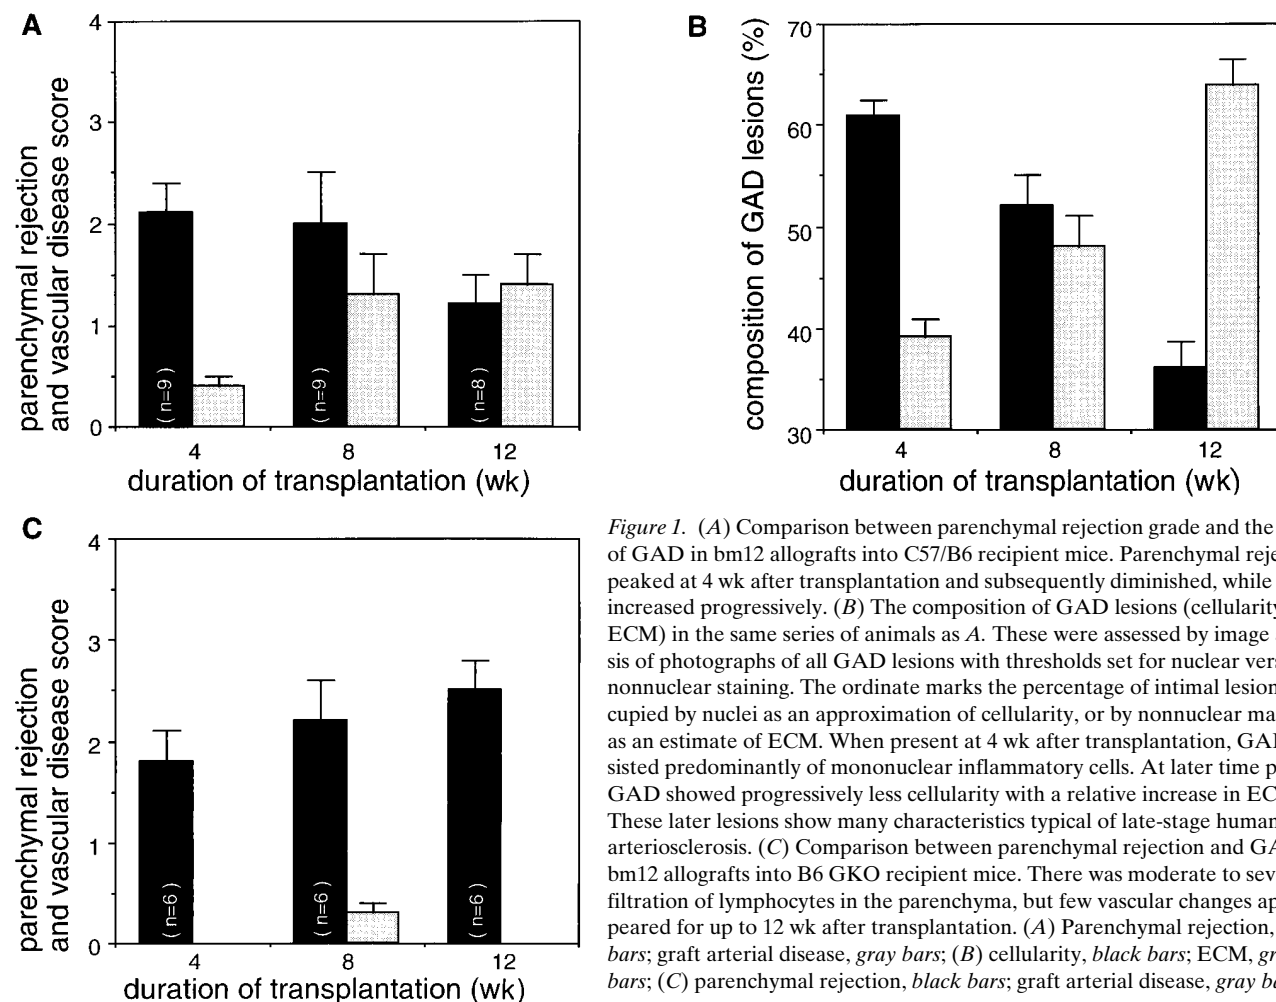 A
4
3
2
1
0
parenchymal rejection
and vascular disease score
(n=9)
(n=9)
(n=8)
4 8 12
duration of transplantation (wk)
B
70
60
50
40
30
composition of GAD lesions (%)
4 8 12
duration of transplantation (wk)
C
4
3
2
1
0
parenchymal rejection
and vascular disease score
(n=6)
(n=6)
(n=6)
4 8 12
duration of transplantation (wk)
Figure 1. (A) Comparison between parenchymal rejection grade and the
of GAD in bm12 allografts into C57/B6 recipient mice. Parenchymal reje
peaked at 4 wk after transplantation and subsequently diminished, while
increased progressively. (B) The composition of GAD lesions (cellularity
ECM) in the same series of animals as A. These were assessed by image
sis of photographs of all GAD lesions with thresholds set for nuclear vers
nonnuclear staining. The ordinate marks the percentage of intimal lesion
cupied by nuclei as an approximation of cellularity, or by nonnuclear ma
as an estimate of ECM. When present at 4 wk after transplantation, GAD
sisted predominantly of mononuclear inflammatory cells. At later time p
GAD showed progressively less cellularity with a relative increase in EC
These later lesions show many characteristics typical of late-stage human
arteriosclerosis. (C) Comparison between parenchymal rejection and GA
bm12 allografts into B6 GKO recipient mice. There was moderate to sev
filtration of lymphocytes in the parenchyma, but few vascular changes ap
peared for up to 12 wk after transplantation. (A) Parenchymal rejection,
bars; graft arterial disease, gray bars; (B) cellularity, black bars; ECM, gr
bars; (C) parenchymal rejection, black bars; graft arterial disease, gray ba